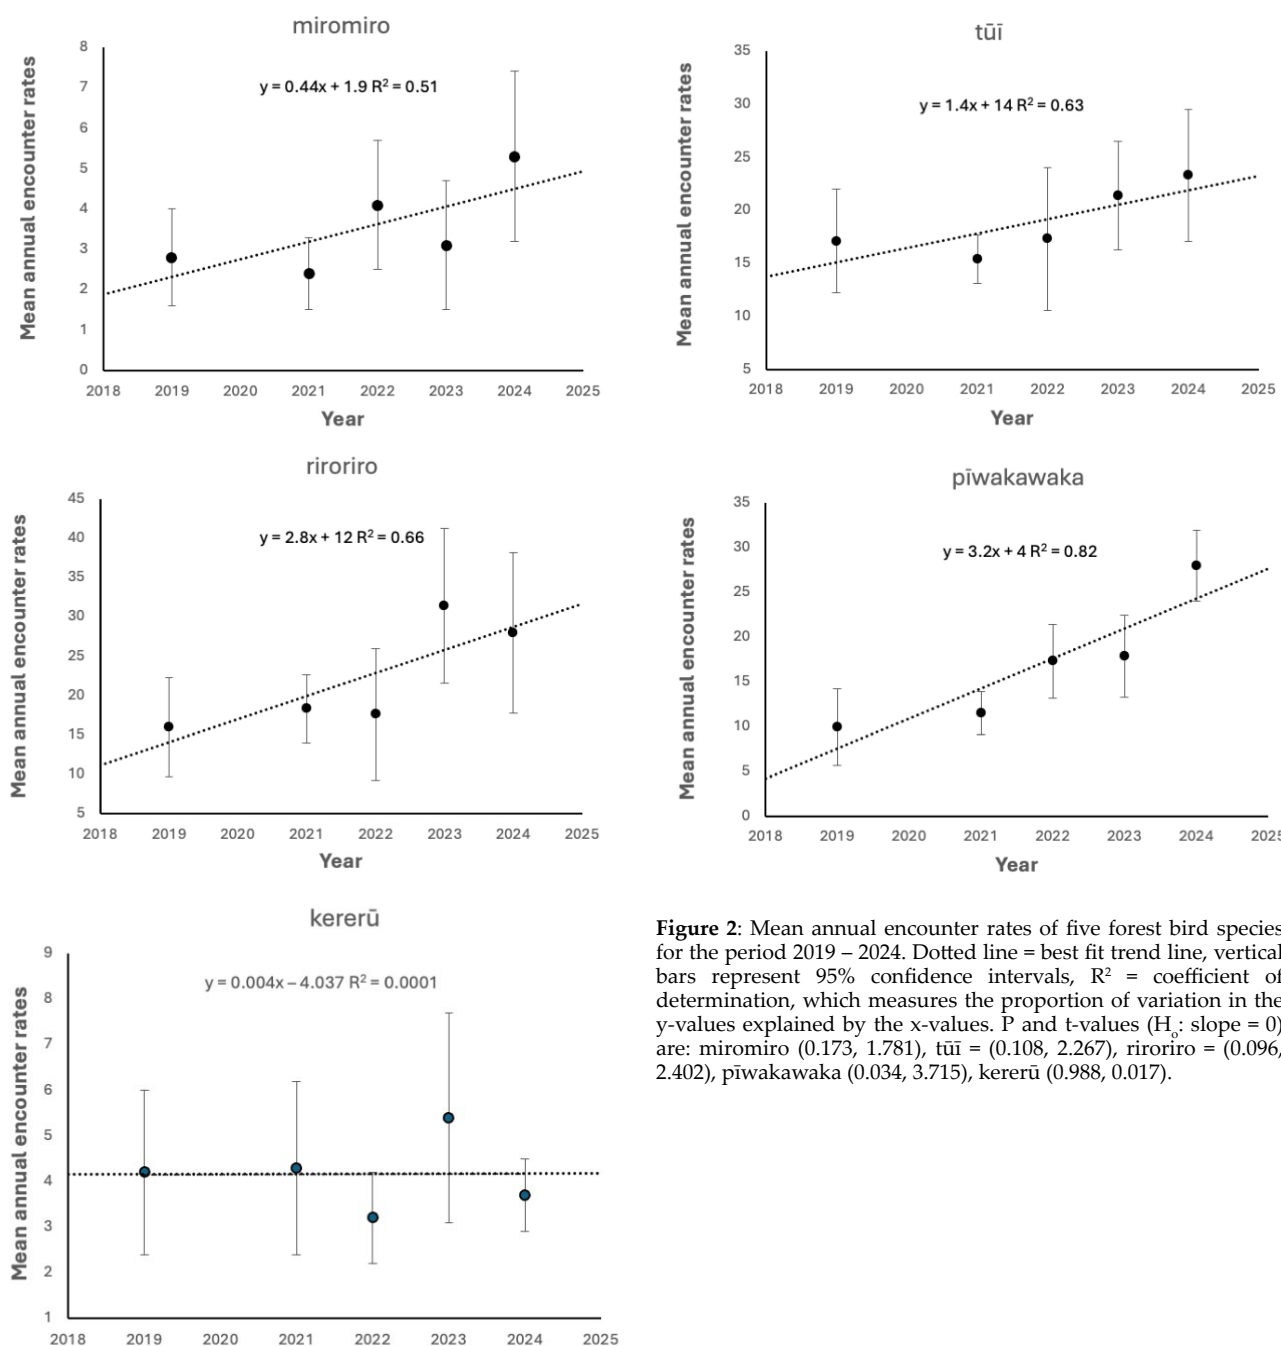 miromiro
Mean annual encounter rates
y = 0.44x + 1.9 R² = 0.51
8
7
6
5
4
3
2
1
0
2018 2019 2020 2021 2022 2023 2024 2025
Year
tūī
Mean annual encounter rates
y = 1.4x + 14 R² = 0.63
35
30
25
20
15
10
5
2018 2019 2020 2021 2022 2023 2024 2025
Year
riroriro
Mean annual encounter rates
y = 2.8x + 12 R² = 0.66
45
40
35
30
25
20
15
10
5
2018 2019 2020 2021 2022 2023 2024 2025
Year
pīwakawaka
Mean annual encounter rates
y = 3.2x + 4 R² = 0.82
35
30
25
20
15
10
5
0
2018 2019 2020 2021 2022 2023 2024 2025
Year
kererū
Mean annual encounter rates
y = 0.004x – 4.037 R² = 0.0001
9
8
7
6
5
4
3
2
1
2018 2019 2020 2021 2022 2023 2024 2025
Figure 2: Mean annual encounter rates of five forest bird species
for the period 2019 – 2024. Dotted line = best fit trend line, vertical
bars represent 95% confidence intervals, R² = coefficient of
determination, which measures the proportion of variation in the
y-values explained by the x-values. P and t-values (Hₒ: slope = 0)
are: miromiro (0.173, 1.781), tūī = (0.108, 2.267), riroriro = (0.096,
2.402), pīwakawaka (0.034, 3.715), kererū (0.988, 0.017).